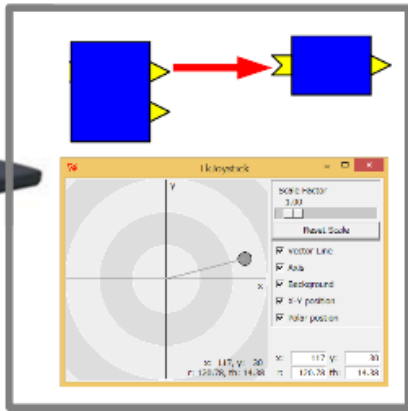 TkJoystick
y
Scale Factor
1.00
Reset Scale
Vector Line
Axis
Background
X-Y position
Polar position
x
x: 117, y: 30
r: 120.78, th: 14.38
x: 117 y: 30
r: 120.78 th: 14.38